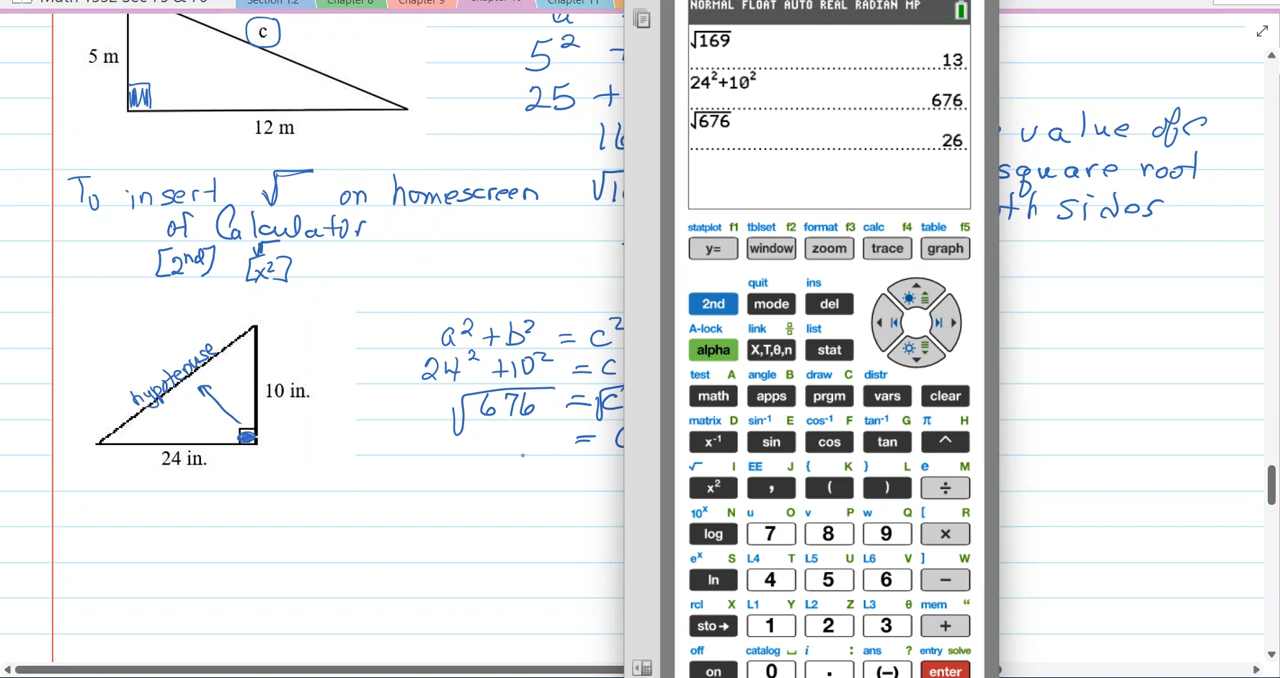 Section 1.2 Chapter 8 Chapter 9 Chapter 11
c
5 m
12 m
5² +
25 +
value of c
square root
sides
To insert √ on homescreen
of Calculator
[2nd] [x²]
a² + b² = c²
24² + 10² = c
√676 = √c²
=
hypotenuse
10 in.
24 in.
NORMAL FLOAT AUTO REAL RADIAN MP
√169
13
24²+10²
676
√676
26
statplot f1 tblset f2 format f3 calc f4 table f5
y= window zoom trace graph
quit ins
2nd mode del
A-lock link list
alpha X,T,θ,n stat
test A angle B draw C distr
math apps prgm vars clear
matrix D sin⁻¹ E cos⁻¹ F tan⁻¹ G π H
x⁻¹ sin cos tan ^
√ I EE J { K } L e M
x² , ( ) ÷
10ˣ N u O v P w Q [ R
log 7 8 9 ×
eˣ S L4 T L5 U L6 V ] W
ln 4 5 6 −
rcl X L1 Y L2 Z L3 θ mem "
sto→ 1 2 3 +
off catalog ⎵ i : ans ? entry solve
on 0 . (−) enter